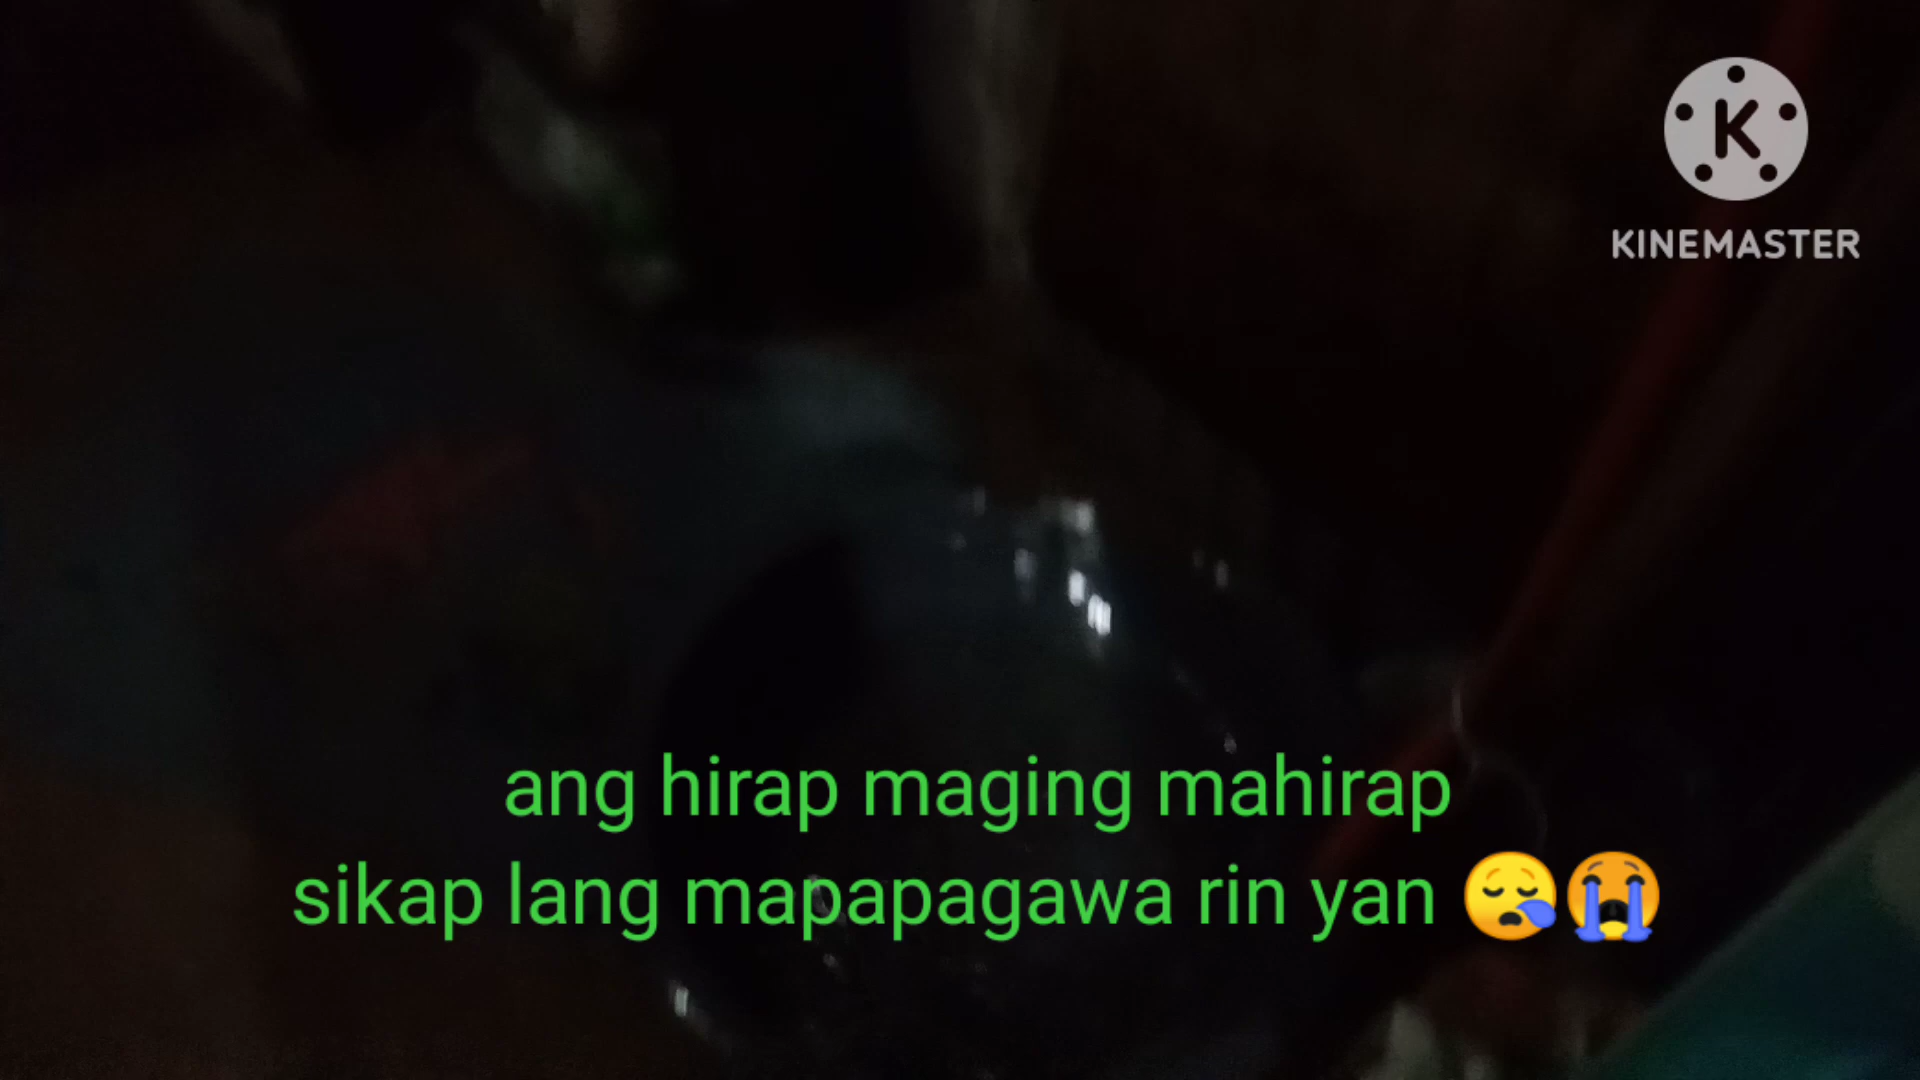 K
KINEMASTER
ang hirap maging mahirap
sikap lang mapapagawa rin yan 😪😭